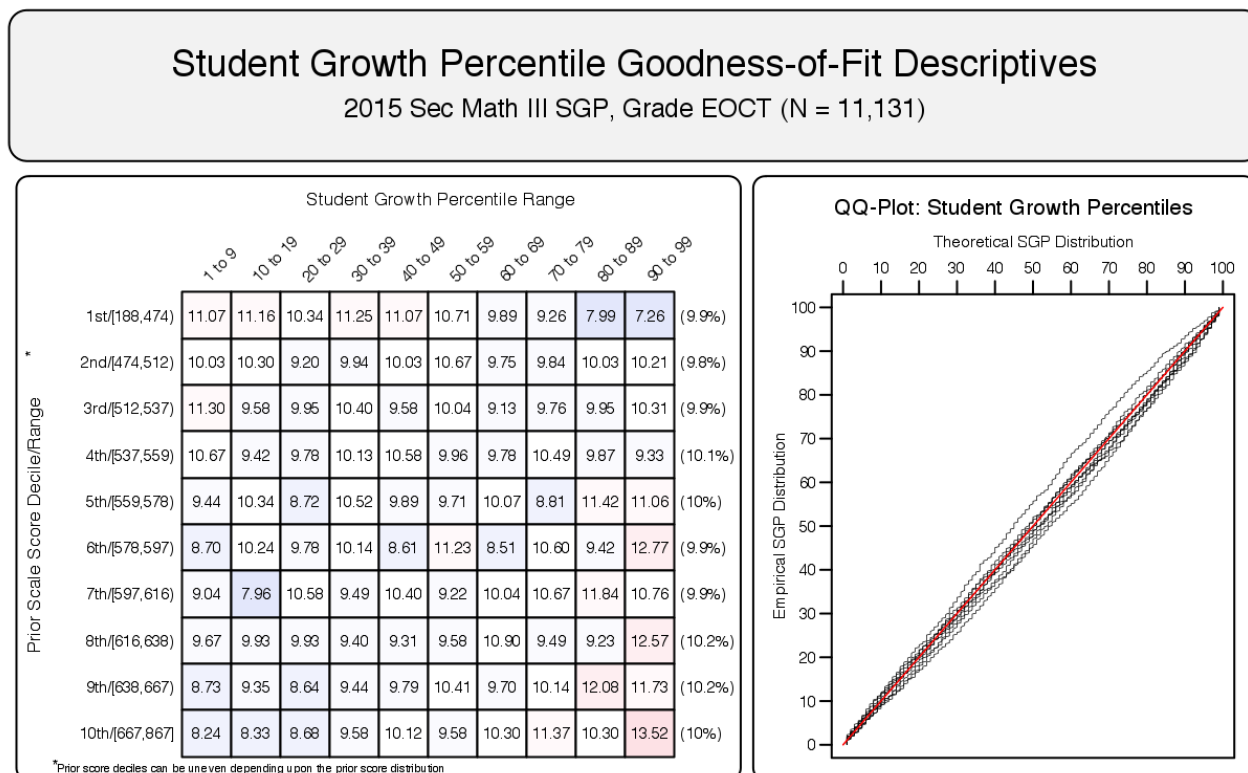 Student Growth Percentile Goodness-of-Fit Descriptives
2015 Sec Math III SGP, Grade EOCT (N = 11,131)
Student Growth Percentile Range
1 to 9 10 to 19 20 to 29 30 to 39 40 to 49 50 to 59 60 to 69 70 to 79 80 to 89 90 to 99
Prior Scale Score Decile/Range *
1st/[188,474) 11.07 11.16 10.34 11.25 11.07 10.71 9.89 9.26 7.99 7.26 (9.9%)
2nd/[474,512) 10.03 10.30 9.20 9.94 10.03 10.67 9.75 9.84 10.03 10.21 (9.8%)
3rd/[512,537) 11.30 9.58 9.95 10.40 9.58 10.04 9.13 9.76 9.95 10.31 (9.9%)
4th/[537,559) 10.67 9.42 9.78 10.13 10.58 9.96 9.78 10.49 9.87 9.33 (10.1%)
5th/[559,578) 9.44 10.34 8.72 10.52 9.89 9.71 10.07 8.81 11.42 11.06 (10%)
6th/[578,597) 8.70 10.24 9.78 10.14 8.61 11.23 8.51 10.60 9.42 12.77 (9.9%)
7th/[597,616) 9.04 7.96 10.58 9.49 10.40 9.22 10.04 10.67 11.84 10.76 (9.9%)
8th/[616,638) 9.67 9.93 9.93 9.40 9.31 9.58 10.90 9.49 9.23 12.57 (10.2%)
9th/[638,667) 8.73 9.35 8.64 9.44 9.79 10.41 9.70 10.14 12.08 11.73 (10.2%)
10th/[667,867] 8.24 8.33 8.68 9.58 10.12 9.58 10.30 11.37 10.30 13.52 (10%)
*Prior score deciles can be uneven depending upon the prior score distribution
QQ-Plot: Student Growth Percentiles
Theoretical SGP Distribution
0 10 20 30 40 50 60 70 80 90 100
Empirical SGP Distribution
100
90
80
70
60
50
40
30
20
10
0